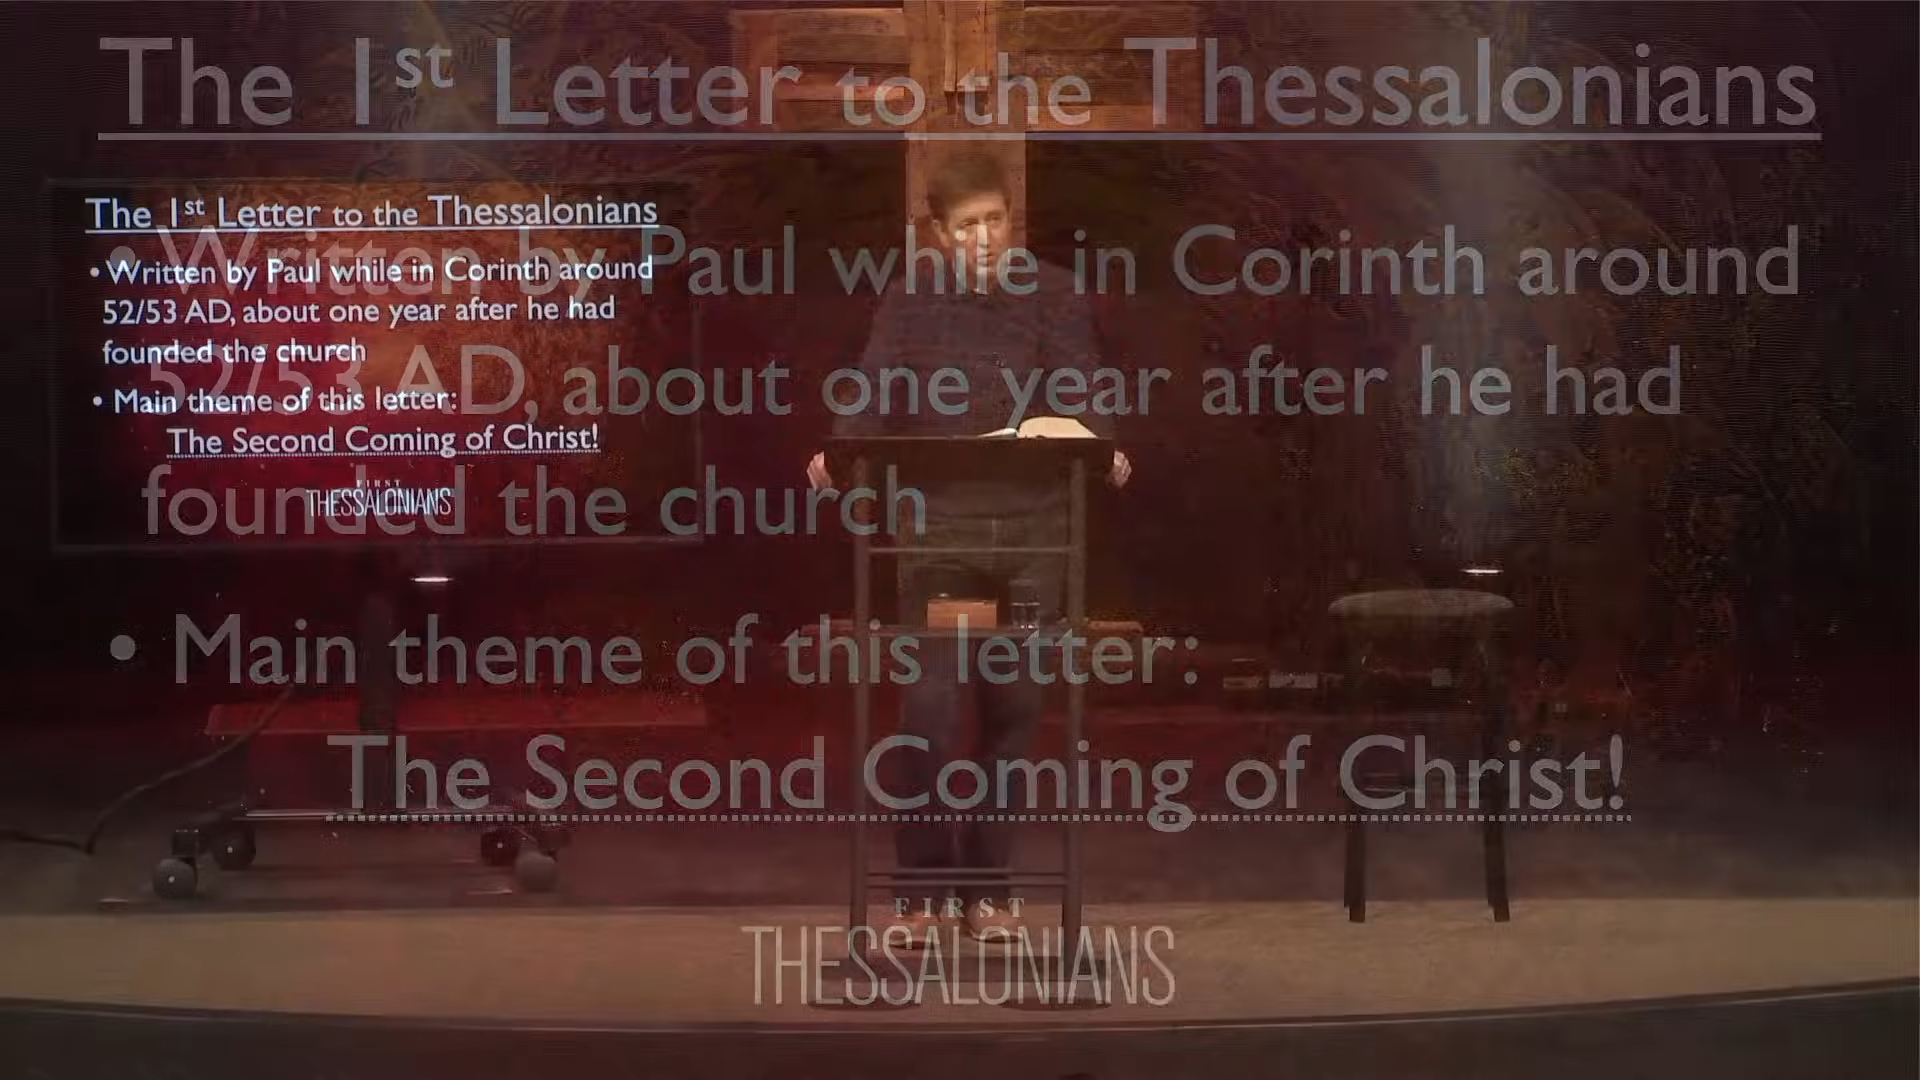 The 1st Letter to the Thessalonians
• Written by Paul while in Corinth around
52/53 AD, about one year after he had
founded the church
• Main theme of this letter:
The Second Coming of Christ!
FIRST
THESSALONIANS
The 1st Letter to the Thessalonians
• Written by Paul while in Corinth around
52/53 AD, about one year after he had
founded the church
• Main theme of this letter:
The Second Coming of Christ!
FIRST
THESSALONIANS